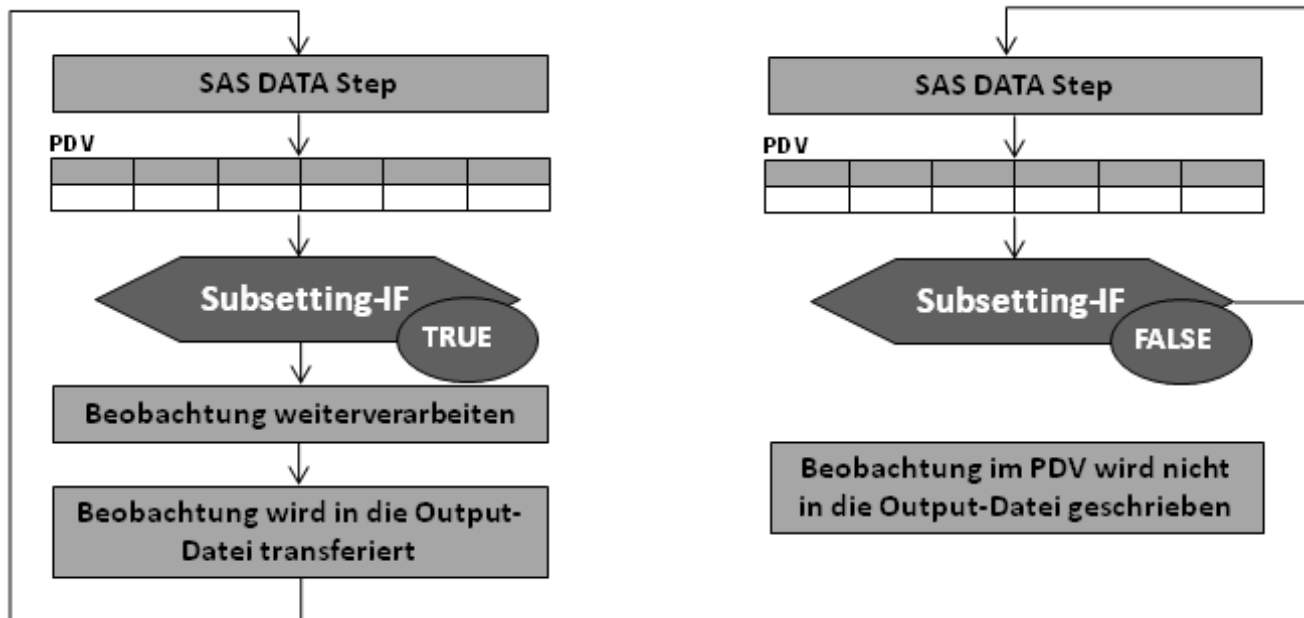 SAS DATA Step
PDV
Subsetting-IF
TRUE
Beobachtung weiterverarbeiten
Beobachtung wird in die Output-
Datei transferiert
SAS DATA Step
PDV
Subsetting-IF
FALSE
Beobachtung im PDV wird nicht
in die Output-Datei geschrieben